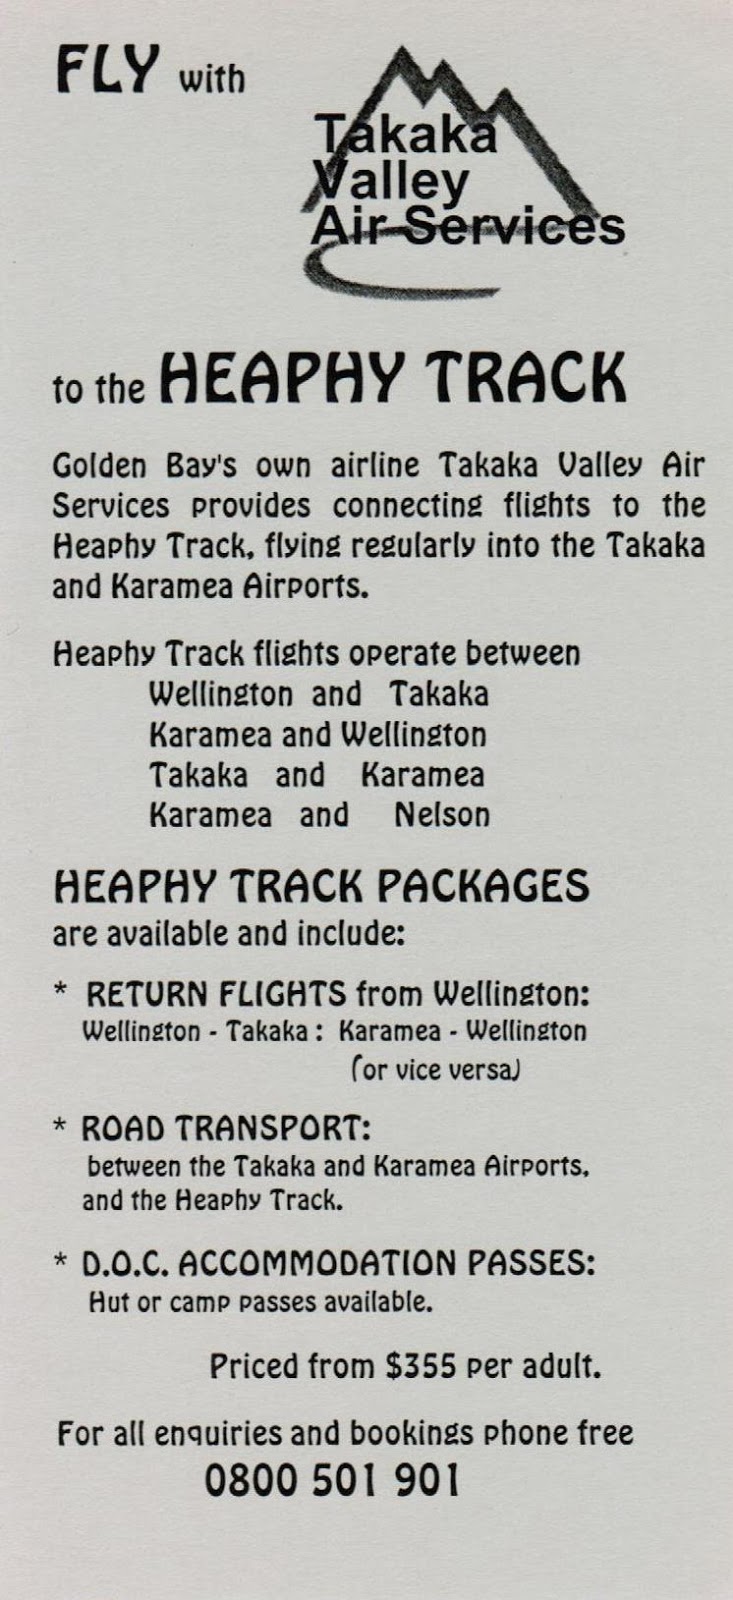 FLY with
Takaka
Valley
Air Services
to the HEAPHY TRACK
Golden Bay's own airline Takaka Valley Air
Services provides connecting flights to the
Heaphy Track, flying regularly into the Takaka
and Karamea Airports.
Heaphy Track flights operate between
Wellington and Takaka
Karamea and Wellington
Takaka and Karamea
Karamea and Nelson
HEAPHY TRACK PACKAGES
are available and include:
* RETURN FLIGHTS from Wellington:
Wellington - Takaka : Karamea - Wellington
(or vice versa)
* ROAD TRANSPORT:
between the Takaka and Karamea Airports,
and the Heaphy Track.
* D.O.C. ACCOMMODATION PASSES:
Hut or camp passes available.
Priced from $355 per adult.
For all enquiries and bookings phone free
0800 501 901